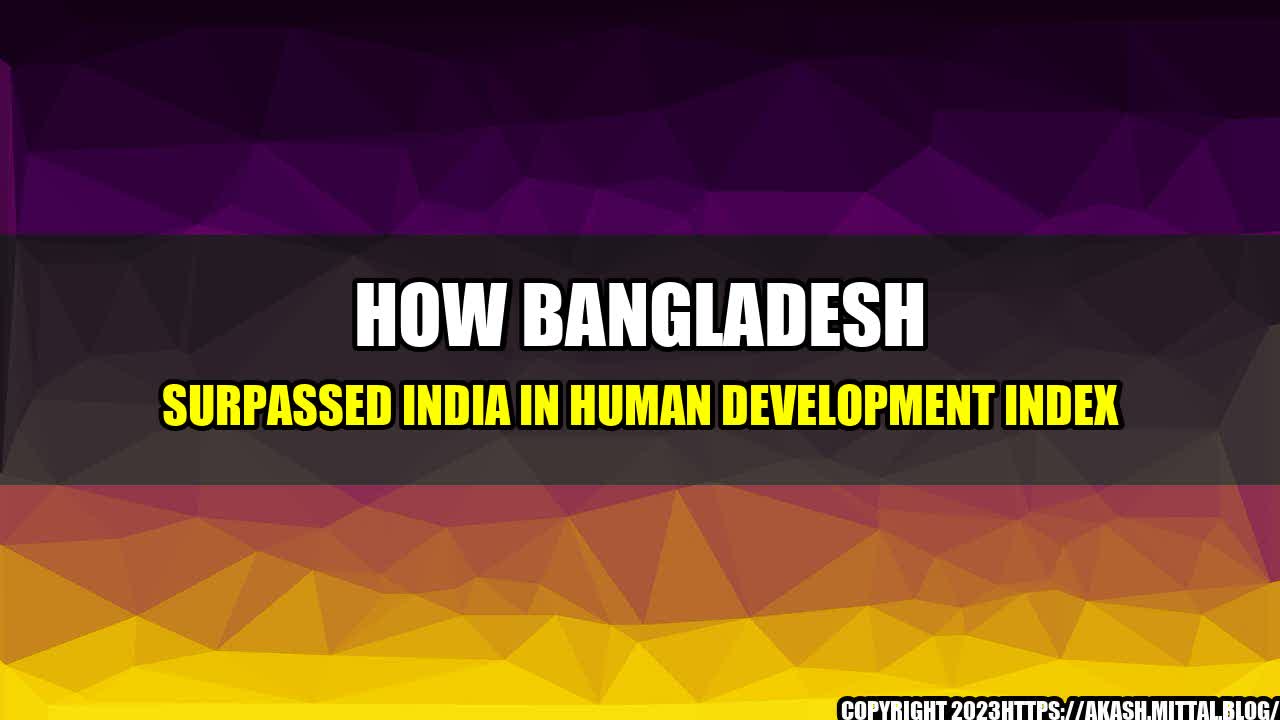 HOW BANGLADESH
SURPASSED INDIA IN HUMAN DEVELOPMENT INDEX
COPYRIGHT 2023HTTPS://AKASH.MITTAL.BLOG/